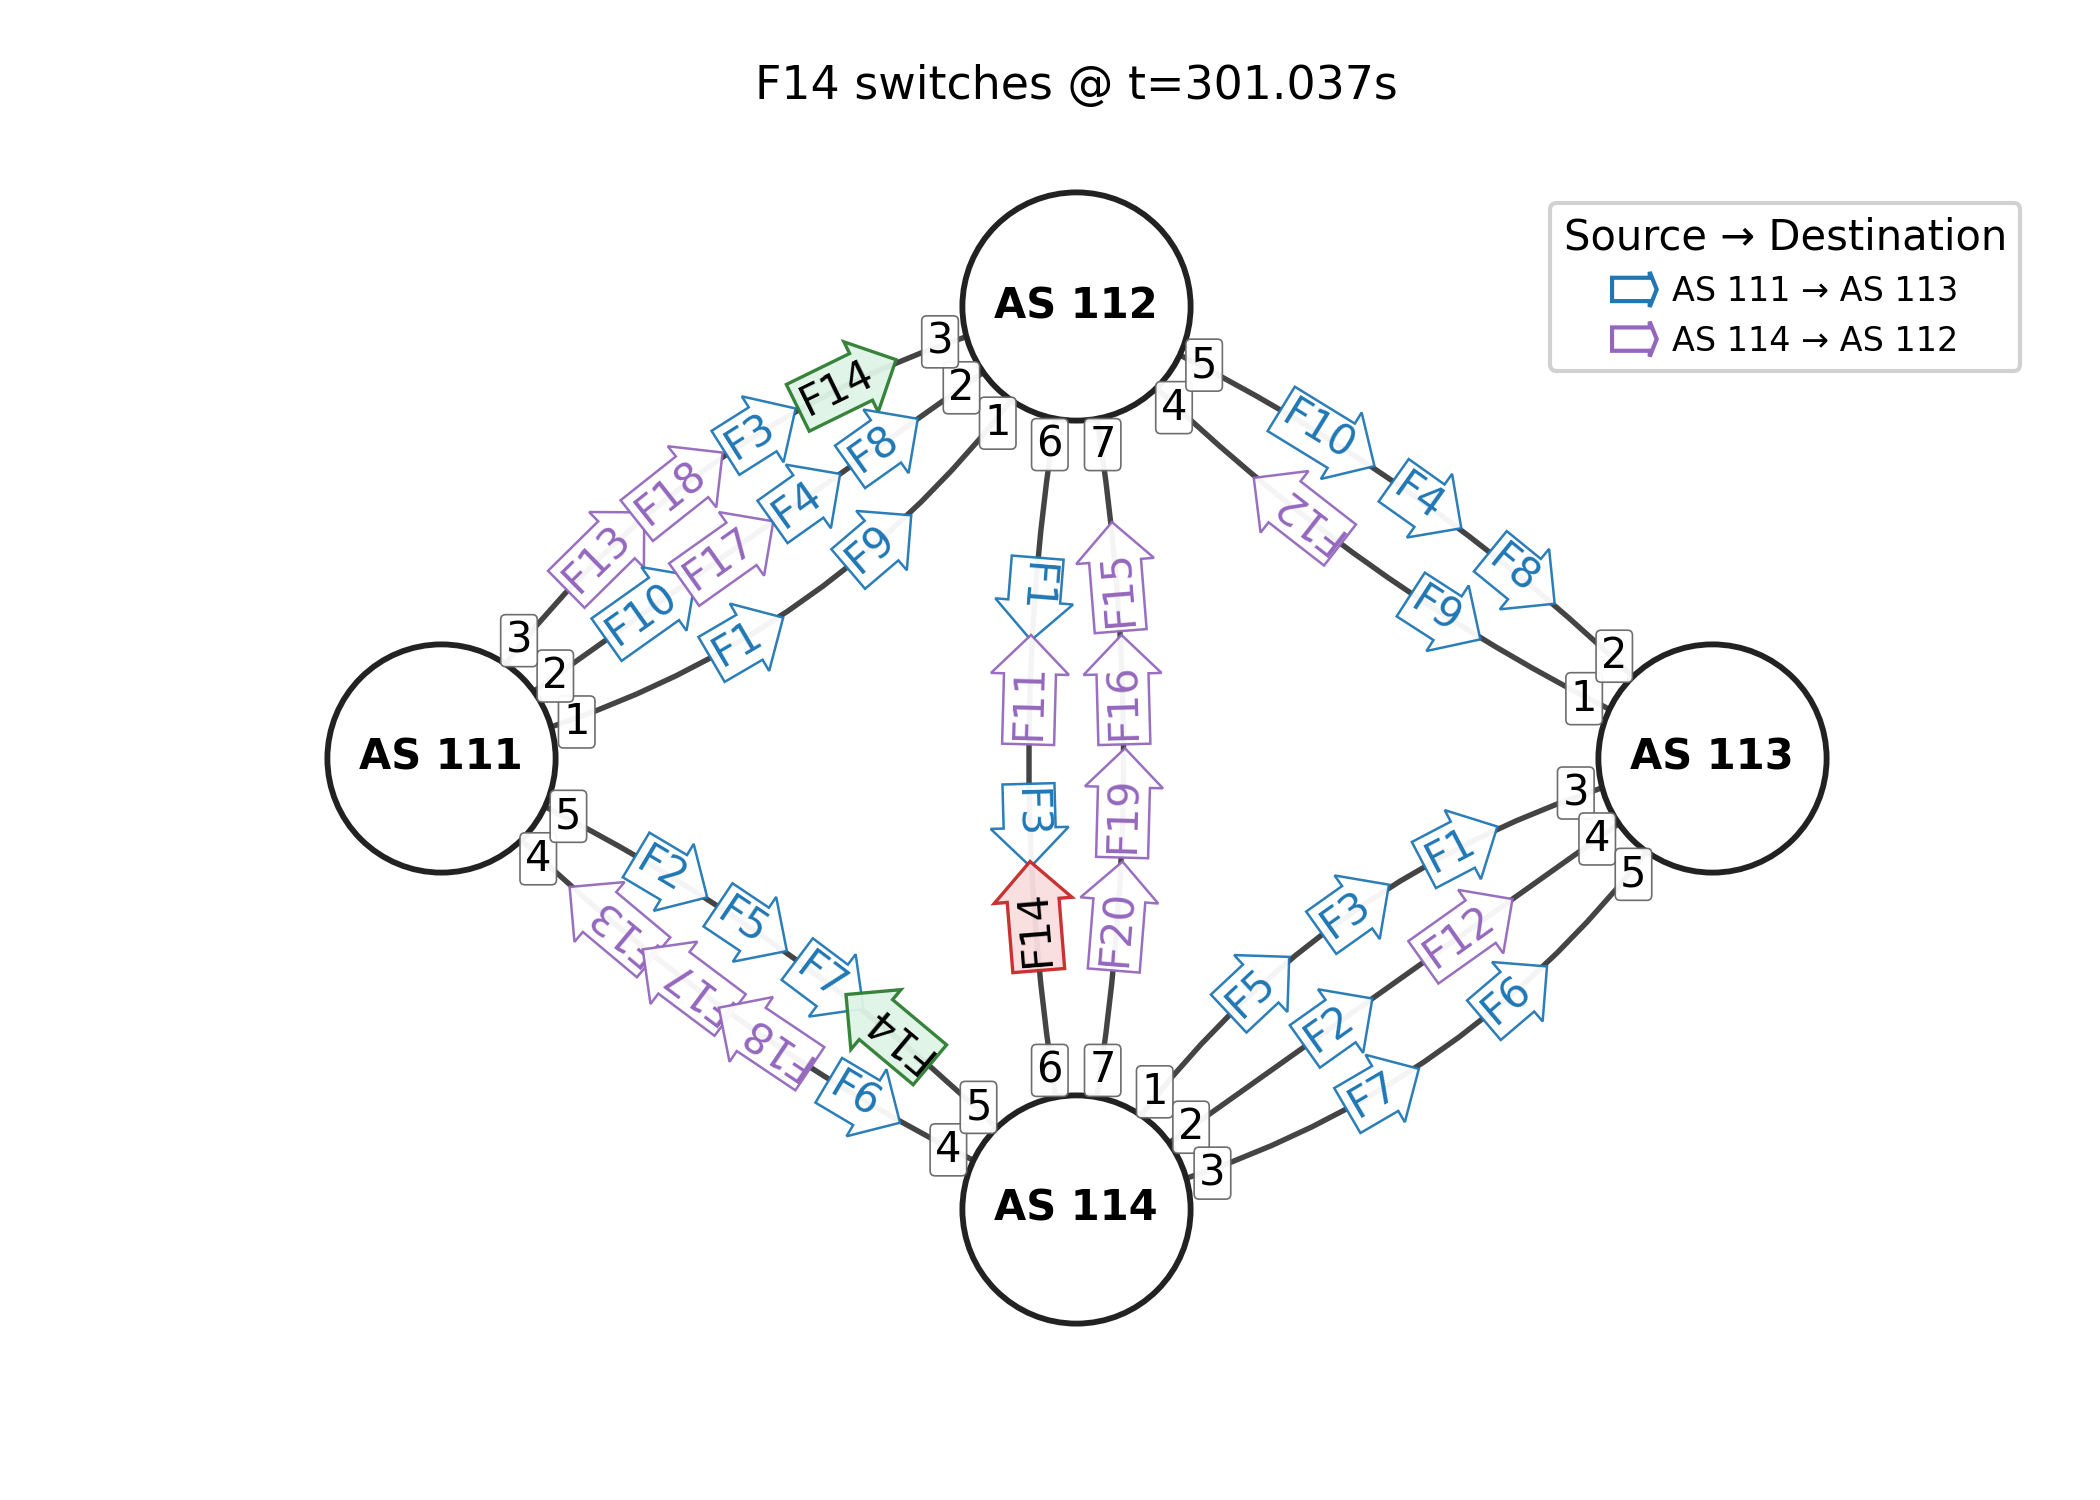 F14 switches @ t=301.037s
Source → Destination
AS 111 → AS 113
AS 114 → AS 112
AS 112
3
2
1
6
7
4
5
F14
F3
F18
F13
F8
F4
F17
F10
F9
F1
3
2
1
AS 111
5
4
F10
F4
F8
F12
F9
2
1
AS 113
3
4
5
F1
F11
F3
F14
F15
F16
F19
F20
F2
F5
F7
F14
F13
F17
F18
F6
F1
F3
F5
F12
F2
F6
F7
5
4
6
7
1
2
3
AS 114